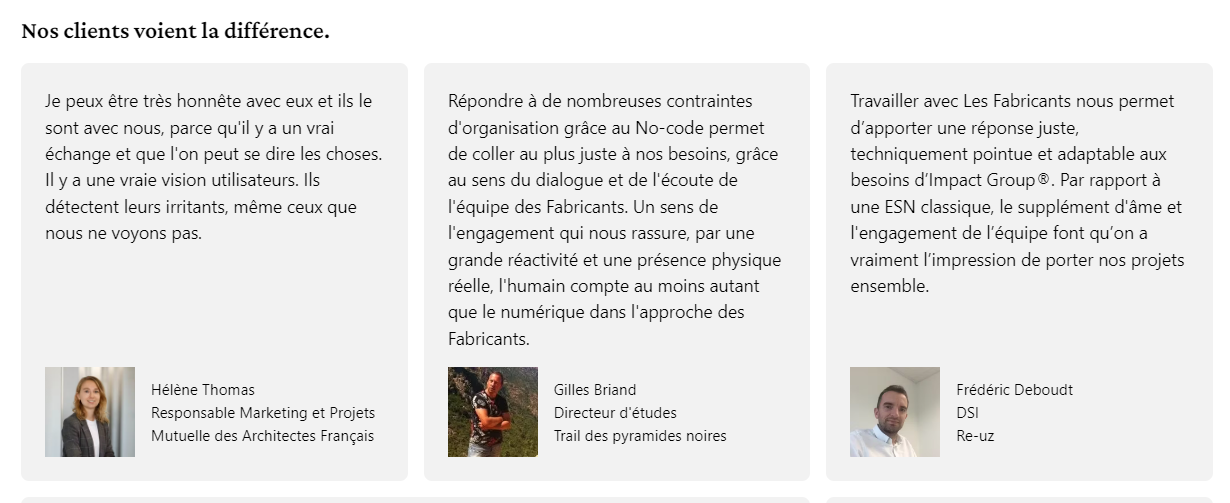 Nos clients voient la différence.
Je peux être très honnête avec eux et ils le
sont avec nous, parce qu'il y a un vrai
échange et que l'on peut se dire les choses.
Il y a une vraie vision utilisateurs. Ils
détectent leurs irritants, même ceux que
nous ne voyons pas.
Hélène Thomas
Responsable Marketing et Projets
Mutuelle des Architectes Français
Répondre à de nombreuses contraintes
d'organisation grâce au No-code permet
de coller au plus juste à nos besoins, grâce
au sens du dialogue et de l'écoute de
l'équipe des Fabricants. Un sens de
l'engagement qui nous rassure, par une
grande réactivité et une présence physique
réelle, l'humain compte au moins autant
que le numérique dans l'approche des
Fabricants.
Gilles Briand
Directeur d'études
Trail des pyramides noires
Travailler avec Les Fabricants nous permet
d’apporter une réponse juste,
techniquement pointue et adaptable aux
besoins d’Impact Group®. Par rapport à
une ESN classique, le supplément d'âme et
l'engagement de l’équipe font qu’on a
vraiment l’impression de porter nos projets
ensemble.
Frédéric Deboudt
DSI
Re-uz